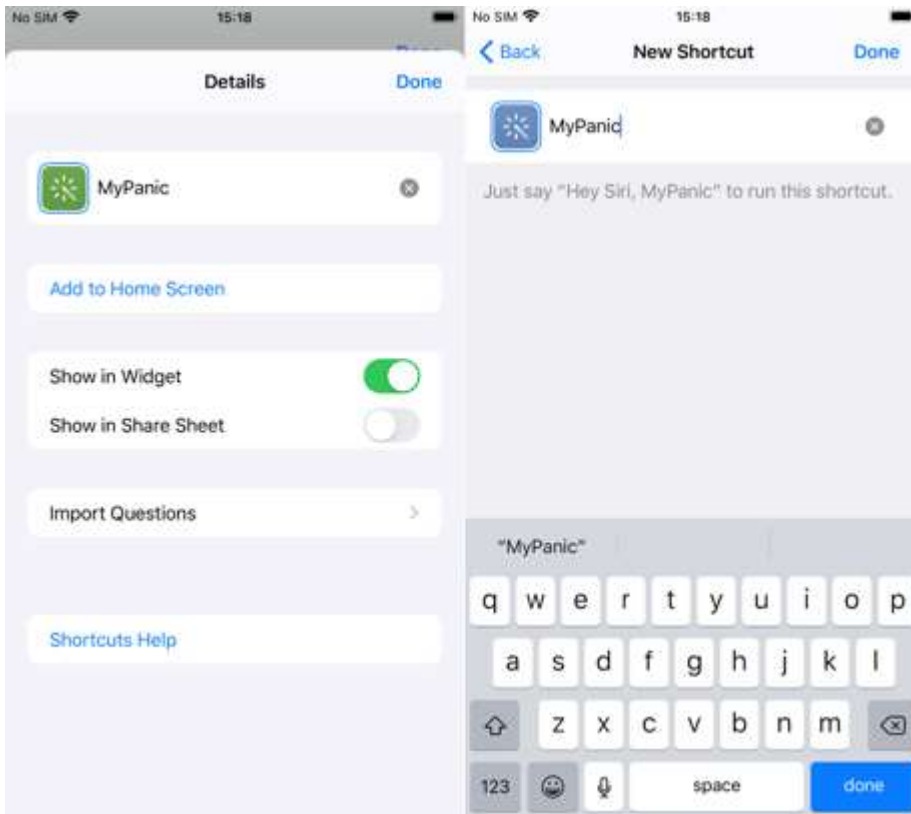 No SIM 15:18
Details Done
MyPanic
Add to Home Screen
Show in Widget
Show in Share Sheet
Import Questions
Shortcuts Help
No SIM 15:18
Back New Shortcut Done
MyPanic
Just say "Hey Siri, MyPanic" to run this shortcut.
"MyPanic"
q w e r t y u i o p
a s d f g h j k l
z x c v b n m
123 space done